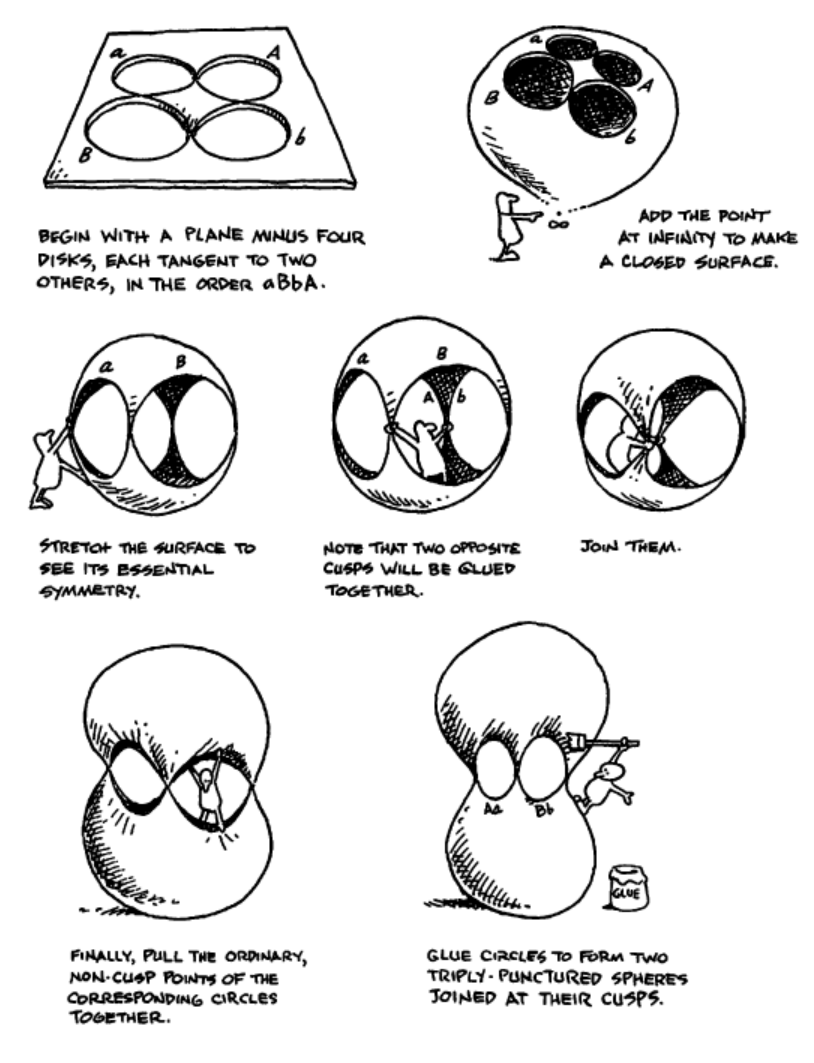 a
A
B
b
BEGIN WITH A PLANE MINUS FOUR
DISKS, EACH TANGENT TO TWO
OTHERS, IN THE ORDER aBbA.
a
A
B
b
∞
ADD THE POINT
AT INFINITY TO MAKE
A CLOSED SURFACE.
a
B
STRETCH THE SURFACE TO
SEE ITS ESSENTIAL
SYMMETRY.
a
B
A
b
NOTE THAT TWO OPPOSITE
CUSPS WILL BE GLUED
TOGETHER.
JOIN THEM.
FINALLY, PULL THE ORDINARY,
NON-CUSP POINTS OF THE
CORRESPONDING CIRCLES
TOGETHER.
Aa
Bb
GLUE
GLUE CIRCLES TO FORM TWO
TRIPLY-PUNCTURED SPHERES
JOINED AT THEIR CUSPS.